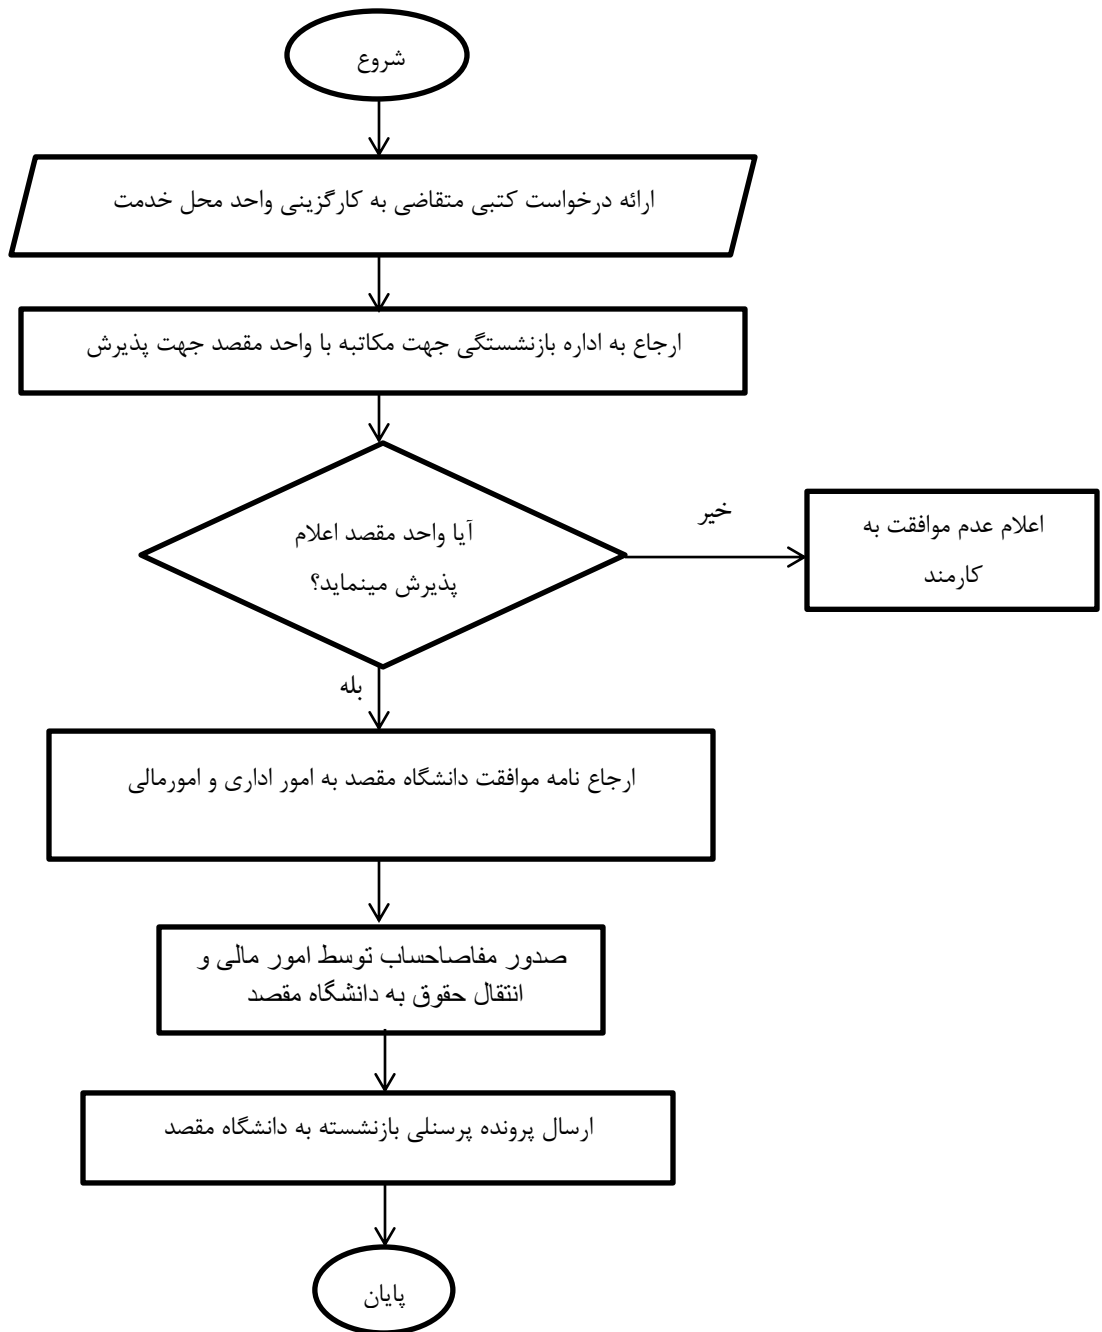 شروع
ارائه درخواست کتبی متقاضی به کارگزینی واحد محل خدمت
ارجاع به اداره بازنشستگی جهت مکاتبه با واحد مقصد جهت پذیرش
آیا واحد مقصد اعلام
پذیرش مینماید؟
خیر
اعلام عدم موافقت به
کارمند
بله
ارجاع نامه موافقت دانشگاه مقصد به امور اداری و امورمالی
صدور مفاصاحساب توسط امور مالی و
انتقال حقوق به دانشگاه مقصد
ارسال پرونده پرسنلی بازنشسته به دانشگاه مقصد
پایان